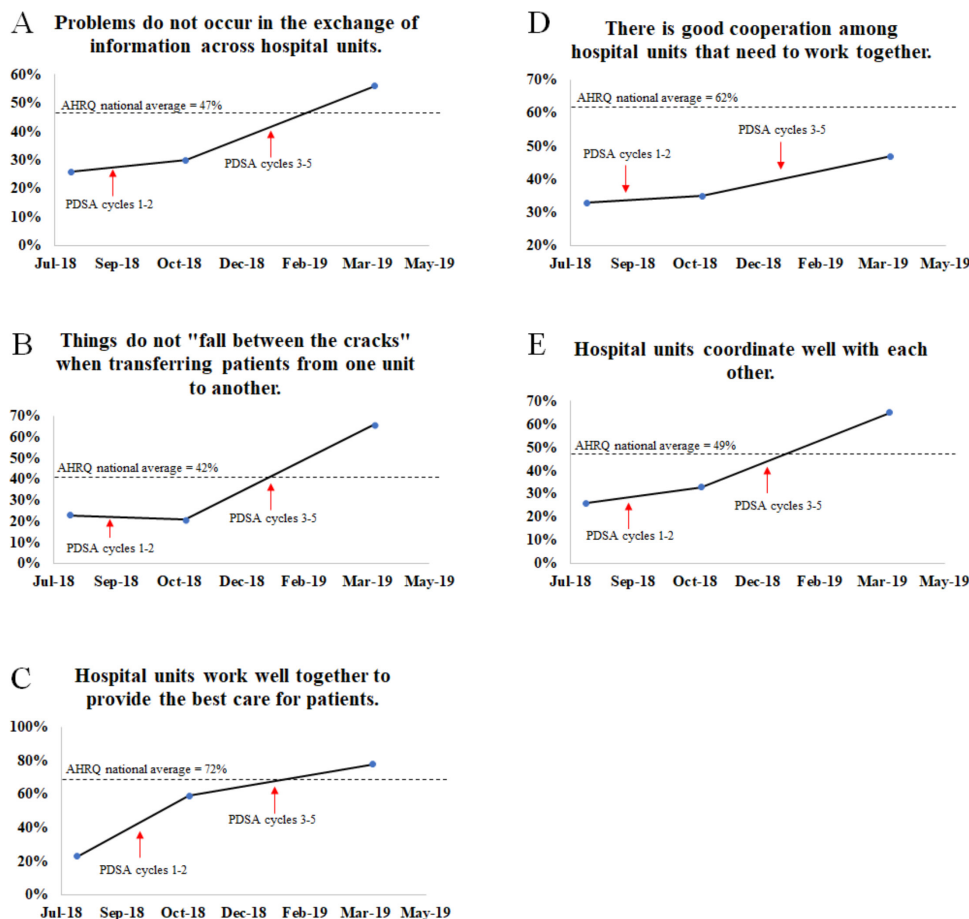 A
Problems do not occur in the exchange of
information across hospital units.
60%
50%
40%
30%
20%
10%
0%
AHRQ national average = 47%
PDSA cycles 3-5
PDSA cycles 1-2
Jul-18 Sep-18 Oct-18 Dec-18 Feb-19 Mar-19 May-19
B
Things do not "fall between the cracks"
when transferring patients from one unit
to another.
70%
60%
50%
40%
30%
20%
10%
0%
AHRQ national average = 42%
PDSA cycles 3-5
PDSA cycles 1-2
Jul-18 Sep-18 Oct-18 Dec-18 Feb-19 Mar-19 May-19
C
Hospital units work well together to
provide the best care for patients.
100%
80%
60%
40%
20%
0%
AHRQ national average = 72%
PDSA cycles 3-5
PDSA cycles 1-2
Jul-18 Sep-18 Oct-18 Dec-18 Feb-19 Mar-19 May-19
D
There is good cooperation among
hospital units that need to work together.
70%
60%
50%
40%
30%
20%
AHRQ national average = 62%
PDSA cycles 3-5
PDSA cycles 1-2
Jul-18 Sep-18 Oct-18 Dec-18 Feb-19 Mar-19 May-19
E
Hospital units coordinate well with each
other.
70%
60%
50%
40%
30%
20%
10%
0%
AHRQ national average = 49%
PDSA cycles 3-5
PDSA cycles 1-2
Jul-18 Sep-18 Oct-18 Dec-18 Feb-19 Mar-19 May-19